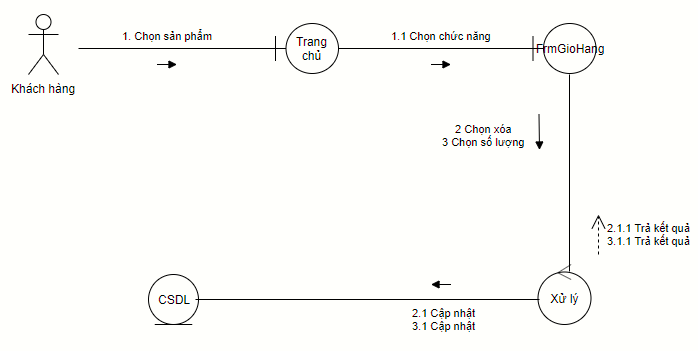 1. Chọn sản phẩm
Trang
chủ
1.1 Chọn chức năng
FrmGioHang
Khách hàng
2 Chọn xóa
3 Chọn số lượng
2.1.1 Trả kết quả
3.1.1 Trả kết quả
CSDL
Xử lý
2.1 Cập nhật
3.1 Cập nhật